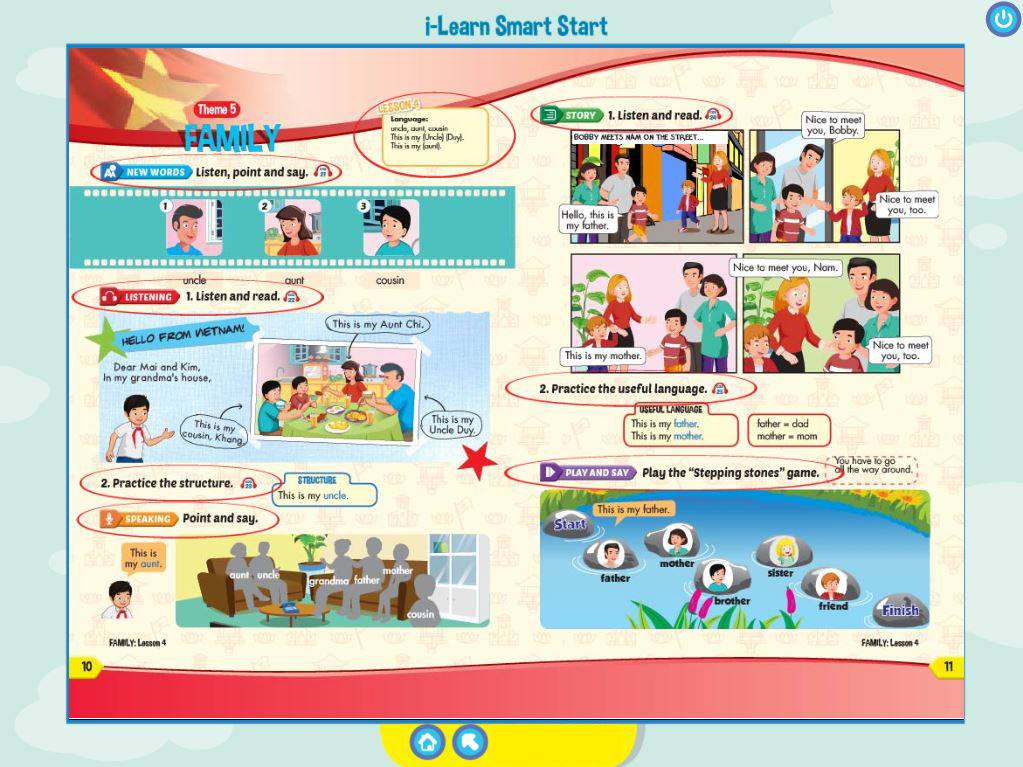 i-Learn Smart Start
Theme 5
FAMILY
LESSON 4
Language:
uncle, aunt, cousin
This is my (Uncle) (Duy).
This is my (aunt).
NEW WORDS Listen, point and say. 21
1
2
3
uncle
aunt
cousin
LISTENING 1. Listen and read. 22
HELLO FROM VIETNAM!
Dear Mai and Kim,
In my grandma's house,
This is my Aunt Chi.
This is my
cousin, Khang.
This is my
Uncle Duy.
2. Practice the structure. 23
STRUCTURE
This is my uncle.
SPEAKING Point and say.
This is
my aunt.
aunt
uncle
grandma
father
mother
cousin
FAMILY: Lesson 4
10
STORY 1. Listen and read. 24
BOBBY MEETS NAM ON THE STREET...
Hello, this is
my father.
Nice to meet
you, Bobby.
Nice to meet
you, too.
This is my mother.
Nice to meet you, Nam.
Nice to meet
you, too.
2. Practice the useful language. 25
USEFUL LANGUAGE
This is my father.
This is my mother.
father = dad
mother = mom
PLAY AND SAY Play the “Stepping stones” game.
You have to go
all the way around.
Start
This is my father.
father
mother
brother
sister
friend
Finish
FAMILY: Lesson 4
11